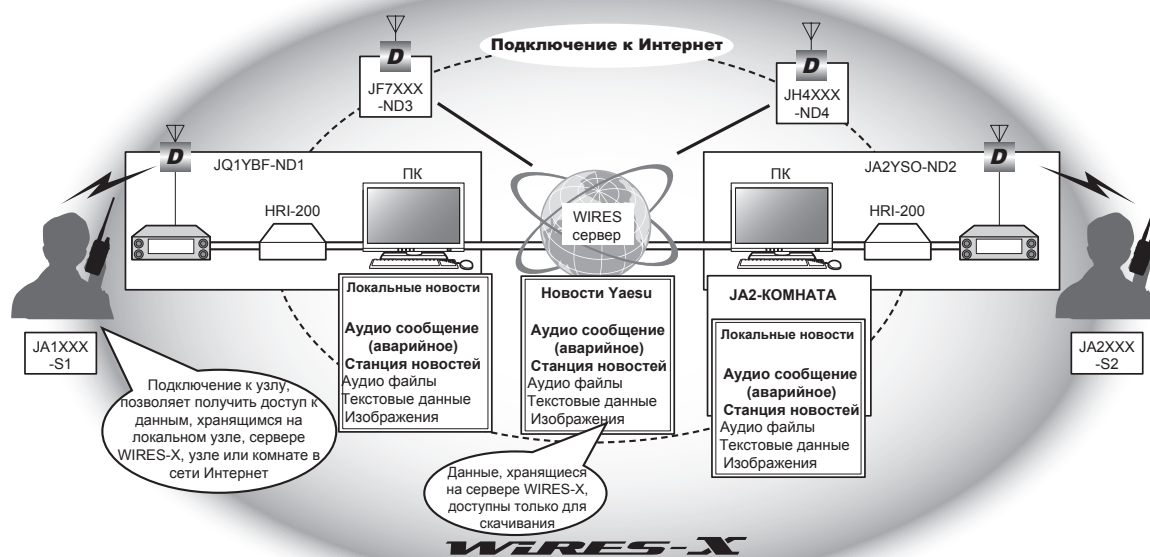 Подключение к Интернет
D
JF7XXX
-ND3
D
JH4XXX
-ND4
D
JQ1YBF-ND1
ПК
HRI-200
WIRES
сервер
ПК
JA2YSO-ND2
HRI-200
D
JA1XXX
-S1
JA2XXX
-S2
Локальные новости
Аудио сообщение
(аварийное)
Станция новостей
Аудио файлы
Текстовые данные
Изображения
Новости Yaesu
Аудио сообщение
(аварийное)
Станция новостей
Аудио файлы
Текстовые данные
Изображения
JA2-КОМНАТА
Локальные новости
Аудио сообщение
(аварийное)
Станция новостей
Аудио файлы
Текстовые данные
Изображения
Подключение к узлу,
позволяет получить доступ к
данным, хранящимся на
локальном узле, сервере
WIRES-X, узле или комнате в
сети Интернет
Данные, хранящиеся
на сервере WIRES-X,
доступны только для
скачивания
WIRES-X